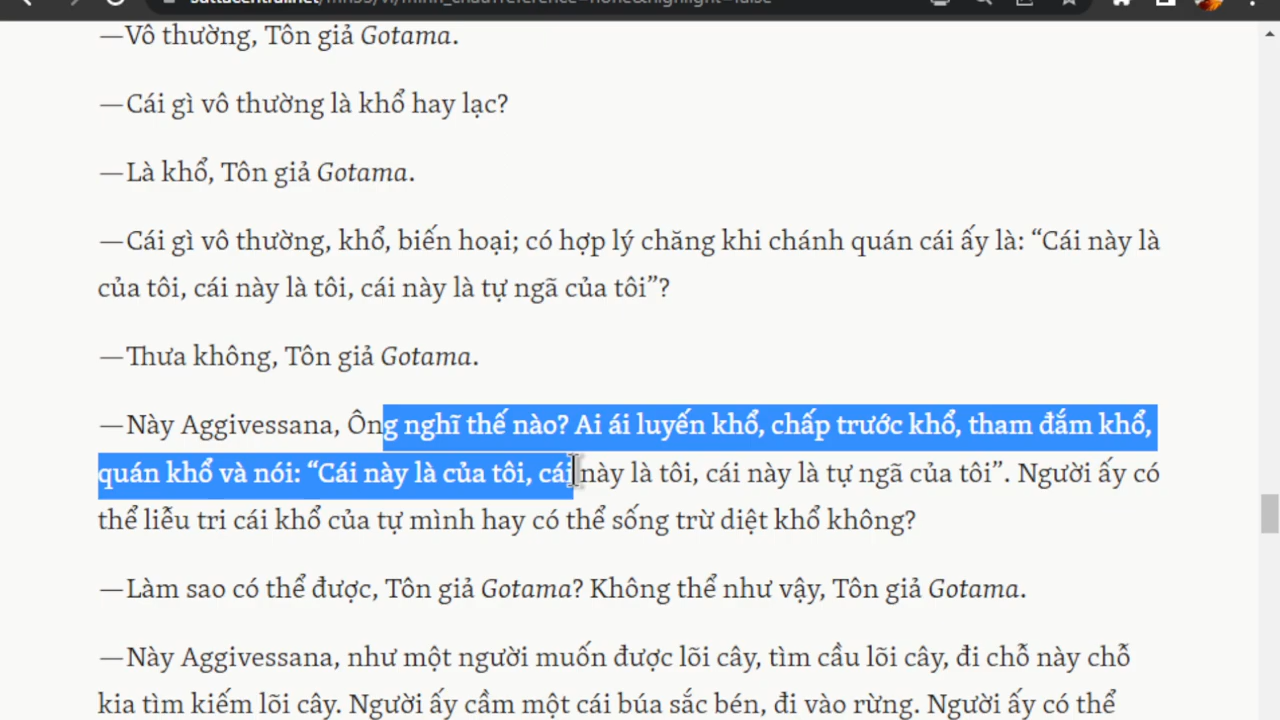 —Vô thường, Tôn giả Gotama.
—Cái gì vô thường là khổ hay lạc?
—Là khổ, Tôn giả Gotama.
—Cái gì vô thường, khổ, biến hoại; có hợp lý chăng khi chánh quán cái ấy là: “Cái này là
của tôi, cái này là tôi, cái này là tự ngã của tôi”?
—Thưa không, Tôn giả Gotama.
—Này Aggivessana, Ông nghĩ thế nào? Ai ái luyến khổ, chấp trước khổ, tham đắm khổ,
quán khổ và nói: “Cái này là của tôi, cái này là tôi, cái này là tự ngã của tôi”. Người ấy có
thể liễu tri cái khổ của tự mình hay có thể sống trừ diệt khổ không?
—Làm sao có thể được, Tôn giả Gotama? Không thể như vậy, Tôn giả Gotama.
—Này Aggivessana, như một người muốn được lõi cây, tìm cầu lõi cây, đi chỗ này chỗ
kia tìm kiếm lõi cây. Người ấy cầm một cái búa sắc bén, đi vào rừng. Người ấy có thể